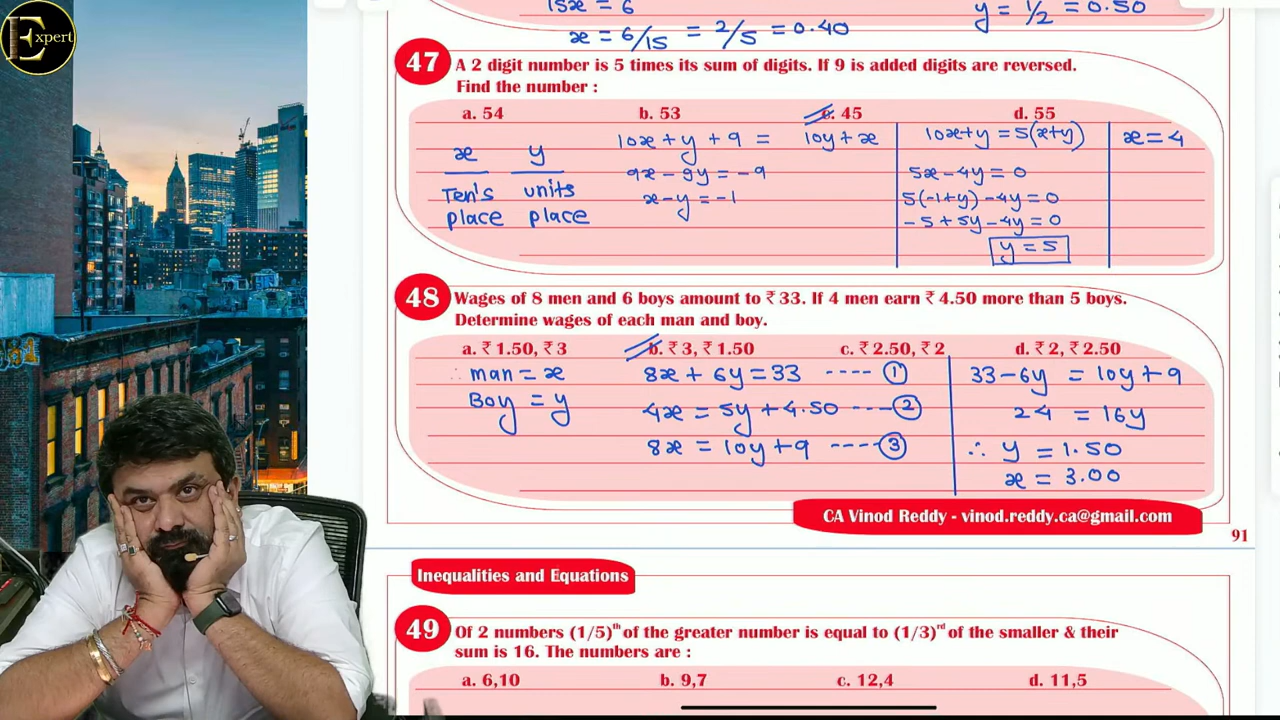 Expert
15x = 6
x = 6/15 = 2/5 = 0.40
y = 1/2 = 0.50
47 A 2 digit number is 5 times its sum of digits. If 9 is added digits are reversed.
Find the number :
a. 54 b. 53 c. 45 d. 55
x y
Ten's units
place place
10x + y + 9 = 10y + x
9x - 9y = -9
x - y = -1
10x + y = 5(x+y)
5x - 4y = 0
5(-1+y) - 4y = 0
-5 + 5y - 4y = 0
y = 5
x = 4
48 Wages of 8 men and 6 boys amount to ₹ 33. If 4 men earn ₹ 4.50 more than 5 boys.
Determine wages of each man and boy.
a. ₹ 1.50, ₹ 3 b. ₹ 3, ₹ 1.50 c. ₹ 2.50, ₹ 2 d. ₹ 2, ₹ 2.50
∴ man = x
Boy = y
8x + 6y = 33 ---- ①
4x = 5y + 4.50 --- ②
8x = 10y + 9 ---- ③
33 - 6y = 10y + 9
24 = 16y
∴ y = 1.50
x = 3.00
CA Vinod Reddy - vinod.reddy.ca@gmail.com
91
Inequalities and Equations
49 Of 2 numbers (1/5)th of the greater number is equal to (1/3)rd of the smaller & their
sum is 16. The numbers are :
a. 6,10 b. 9,7 c. 12,4 d. 11,5